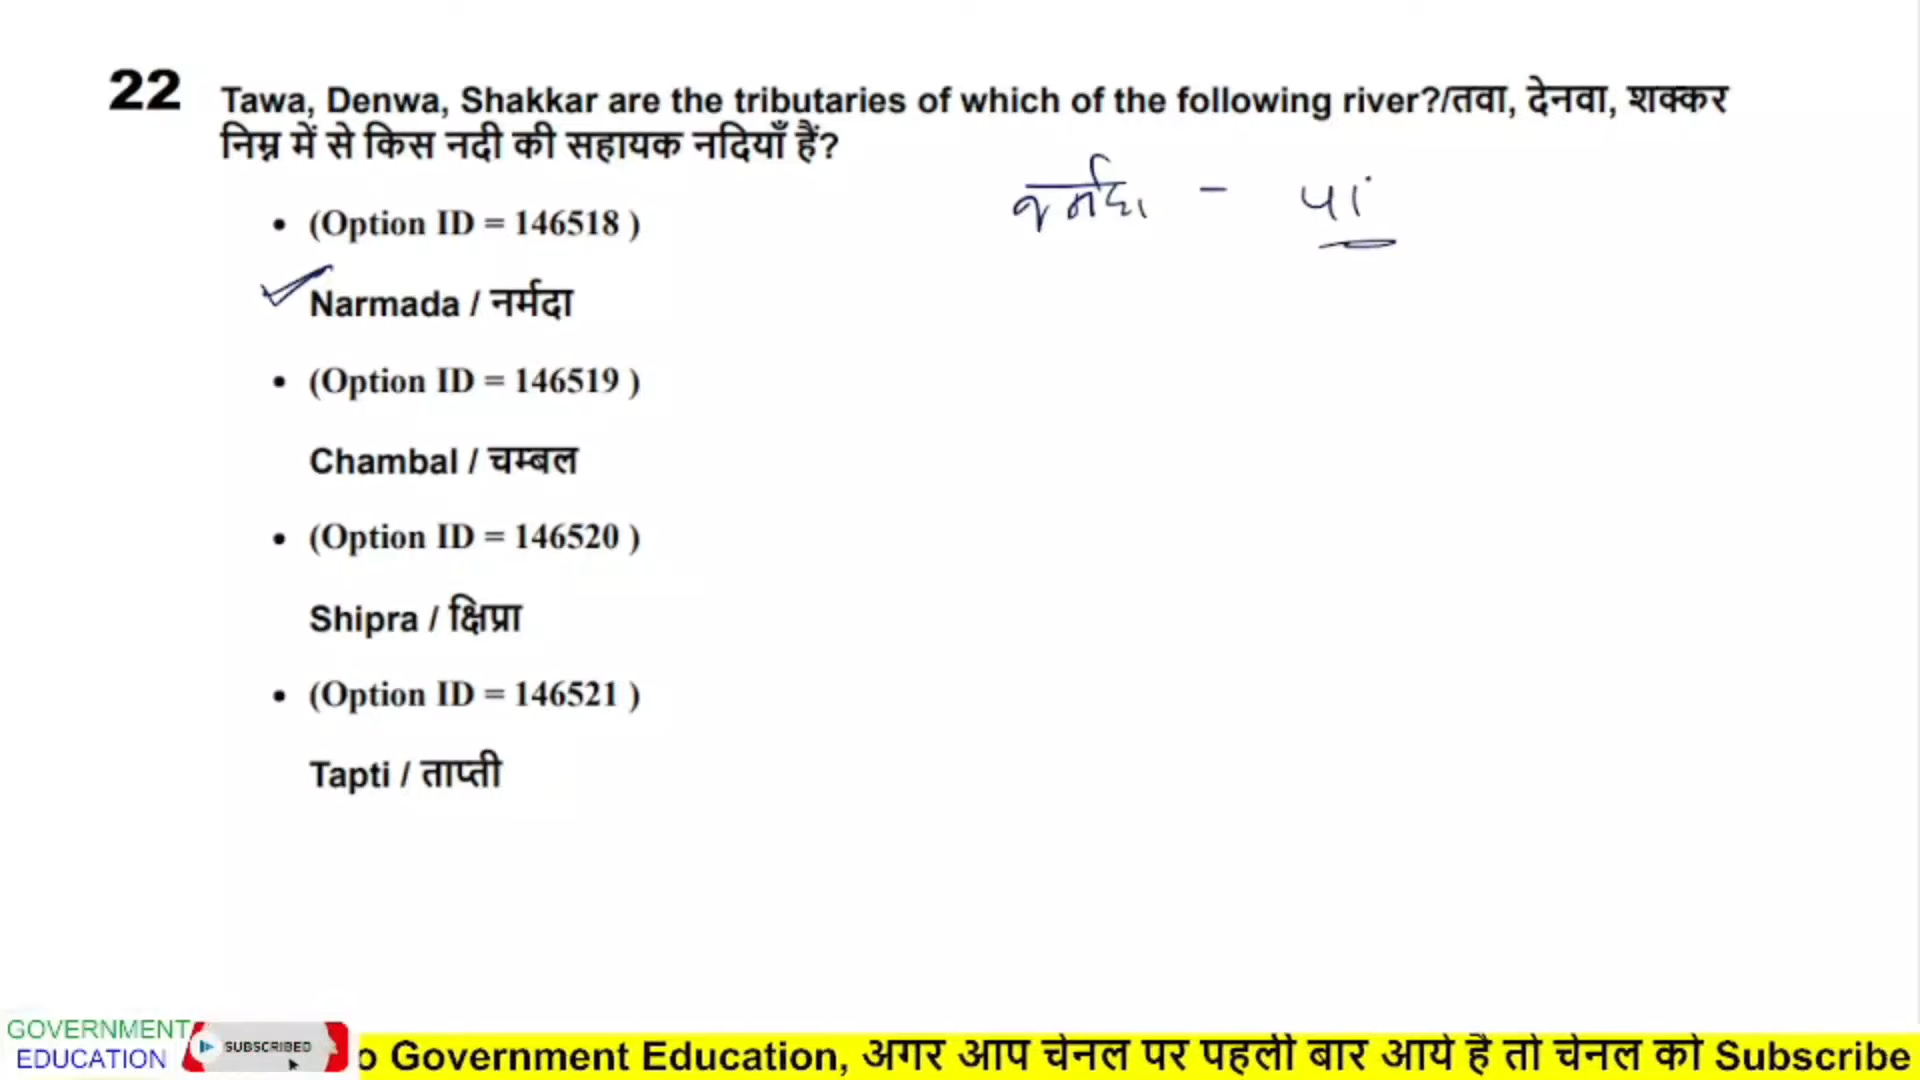 22 Tawa, Denwa, Shakkar are the tributaries of which of the following river?/तवा, देनवा, शक्कर
निम्न में से किस नदी की सहायक नदियाँ हैं?
नर्मदा -
(Option ID = 146518 )
Narmada / नर्मदा
(Option ID = 146519 )
Chambal / चम्बल
(Option ID = 146520 )
Shipra / क्षिप्रा
(Option ID = 146521 )
Tapti / ताप्ती
GOVERNMENT
EDUCATION
SUBSCRIBED
o Government Education, अगर आप चेनल पर पहली बार आये है तो चेनल को Subscribe